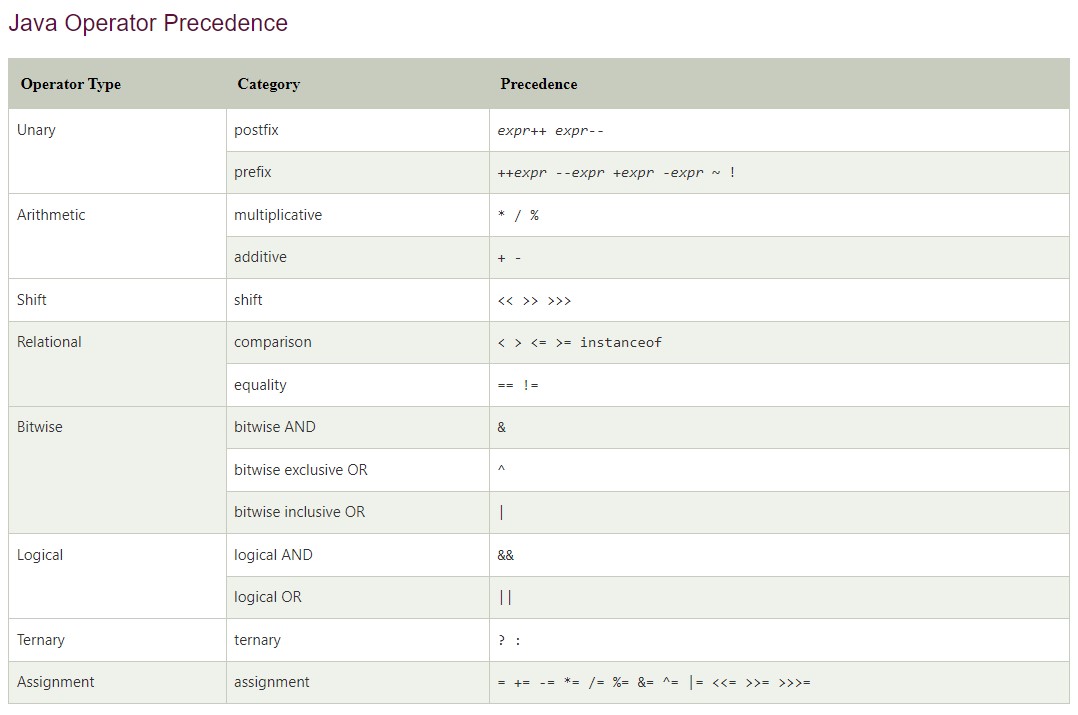 Java Operator Precedence
Operator Type Category Precedence
Unary postfix expr++ expr--
prefix ++expr --expr +expr -expr ~ !
Arithmetic multiplicative * / %
additive + -
Shift shift << >> >>>
Relational comparison < > <= >= instanceof
equality == !=
Bitwise bitwise AND &
bitwise exclusive OR ^
bitwise inclusive OR |
Logical logical AND &&
logical OR ||
Ternary ternary ? :
Assignment assignment = += -= *= /= %= &= ^= |= <<= >>= >>>=